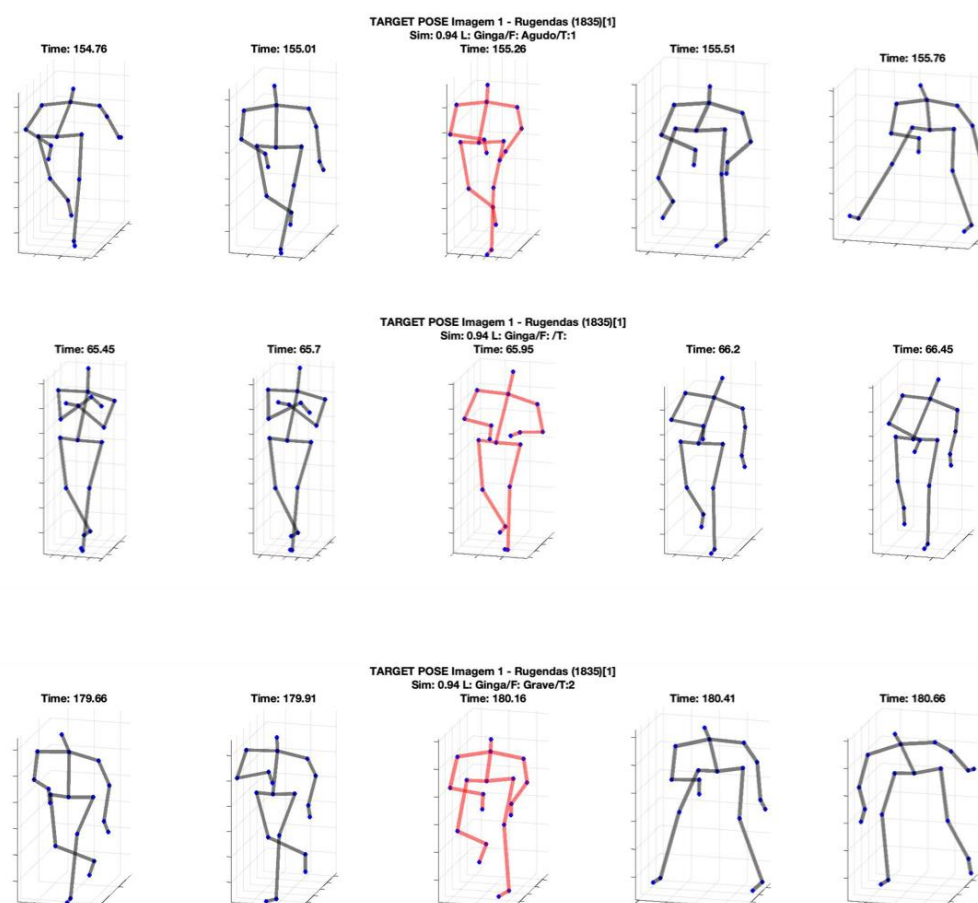 TARGET POSE Imagem 1 - Rugendas (1835)[1]
Sim: 0.94 L: Ginga/F: Agudo/T:1
Time: 154.76
Time: 155.01
Time: 155.26
Time: 155.51
Time: 155.76
TARGET POSE Imagem 1 - Rugendas (1835)[1]
Sim: 0.94 L: Ginga/F: /T:
Time: 65.45
Time: 65.7
Time: 65.95
Time: 66.2
Time: 66.45
TARGET POSE Imagem 1 - Rugendas (1835)[1]
Sim: 0.94 L: Ginga/F: Grave/T:2
Time: 179.66
Time: 179.91
Time: 180.16
Time: 180.41
Time: 180.66